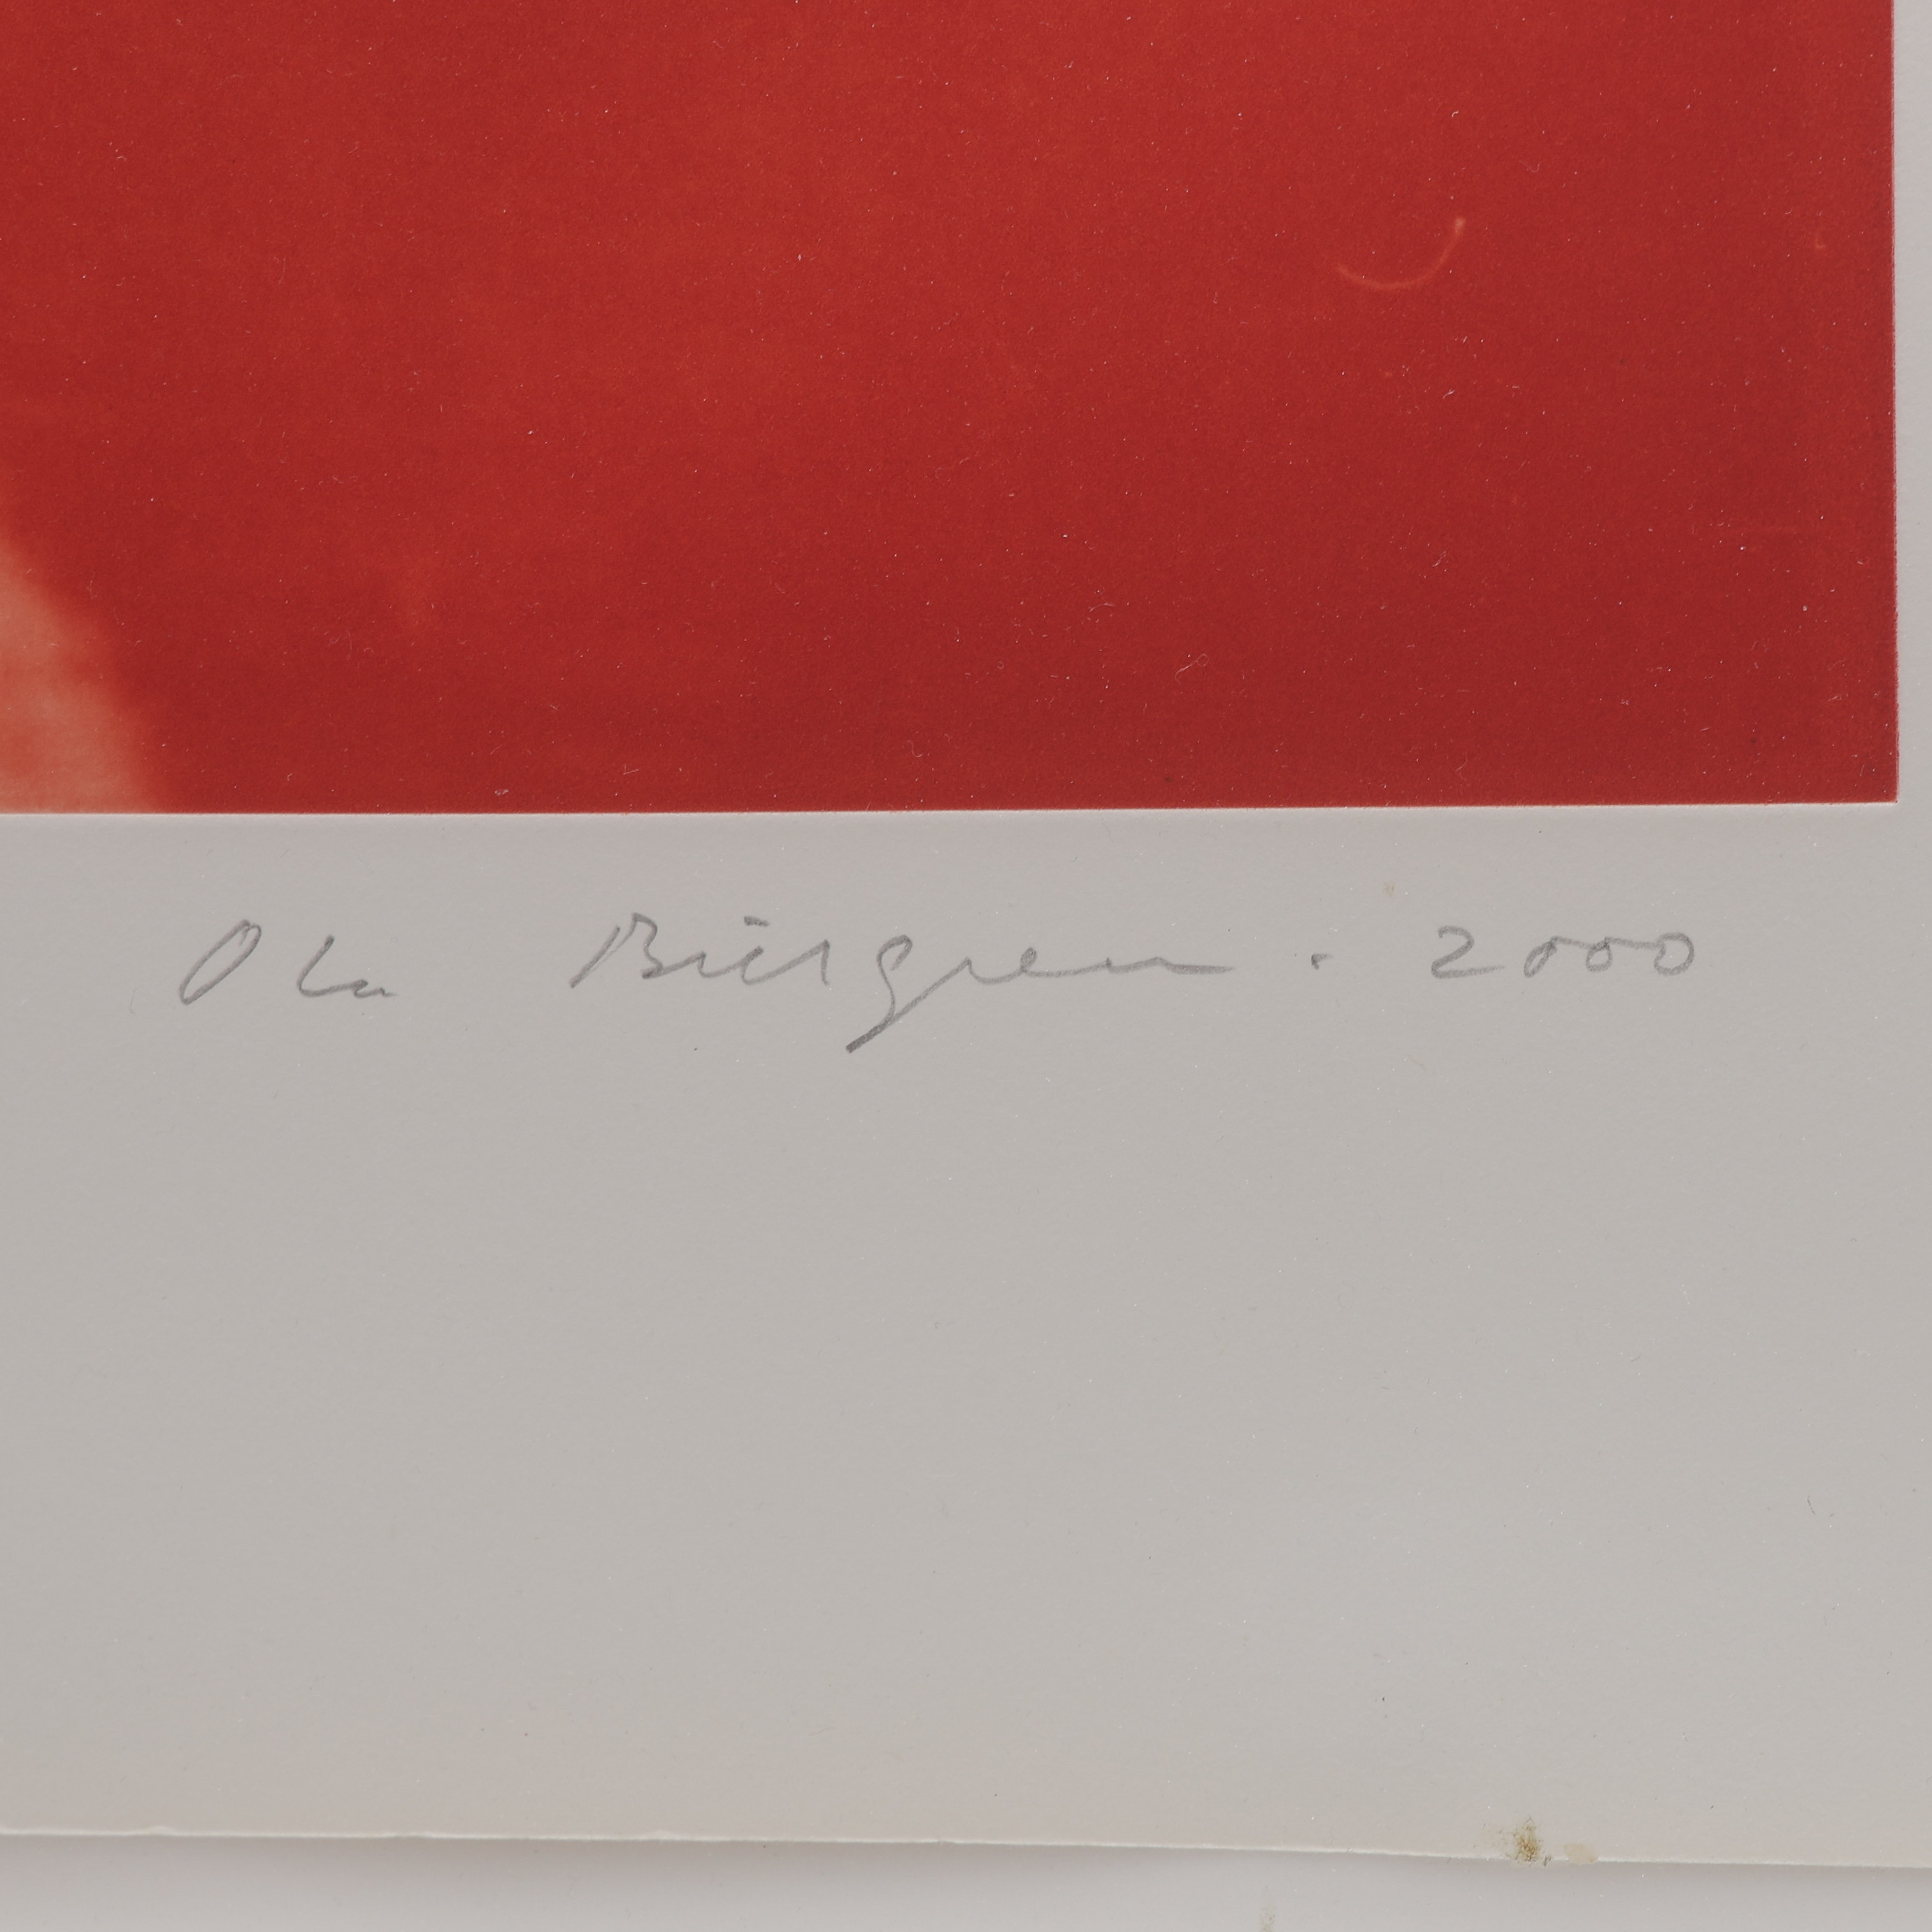 Ola Billgren . 2000